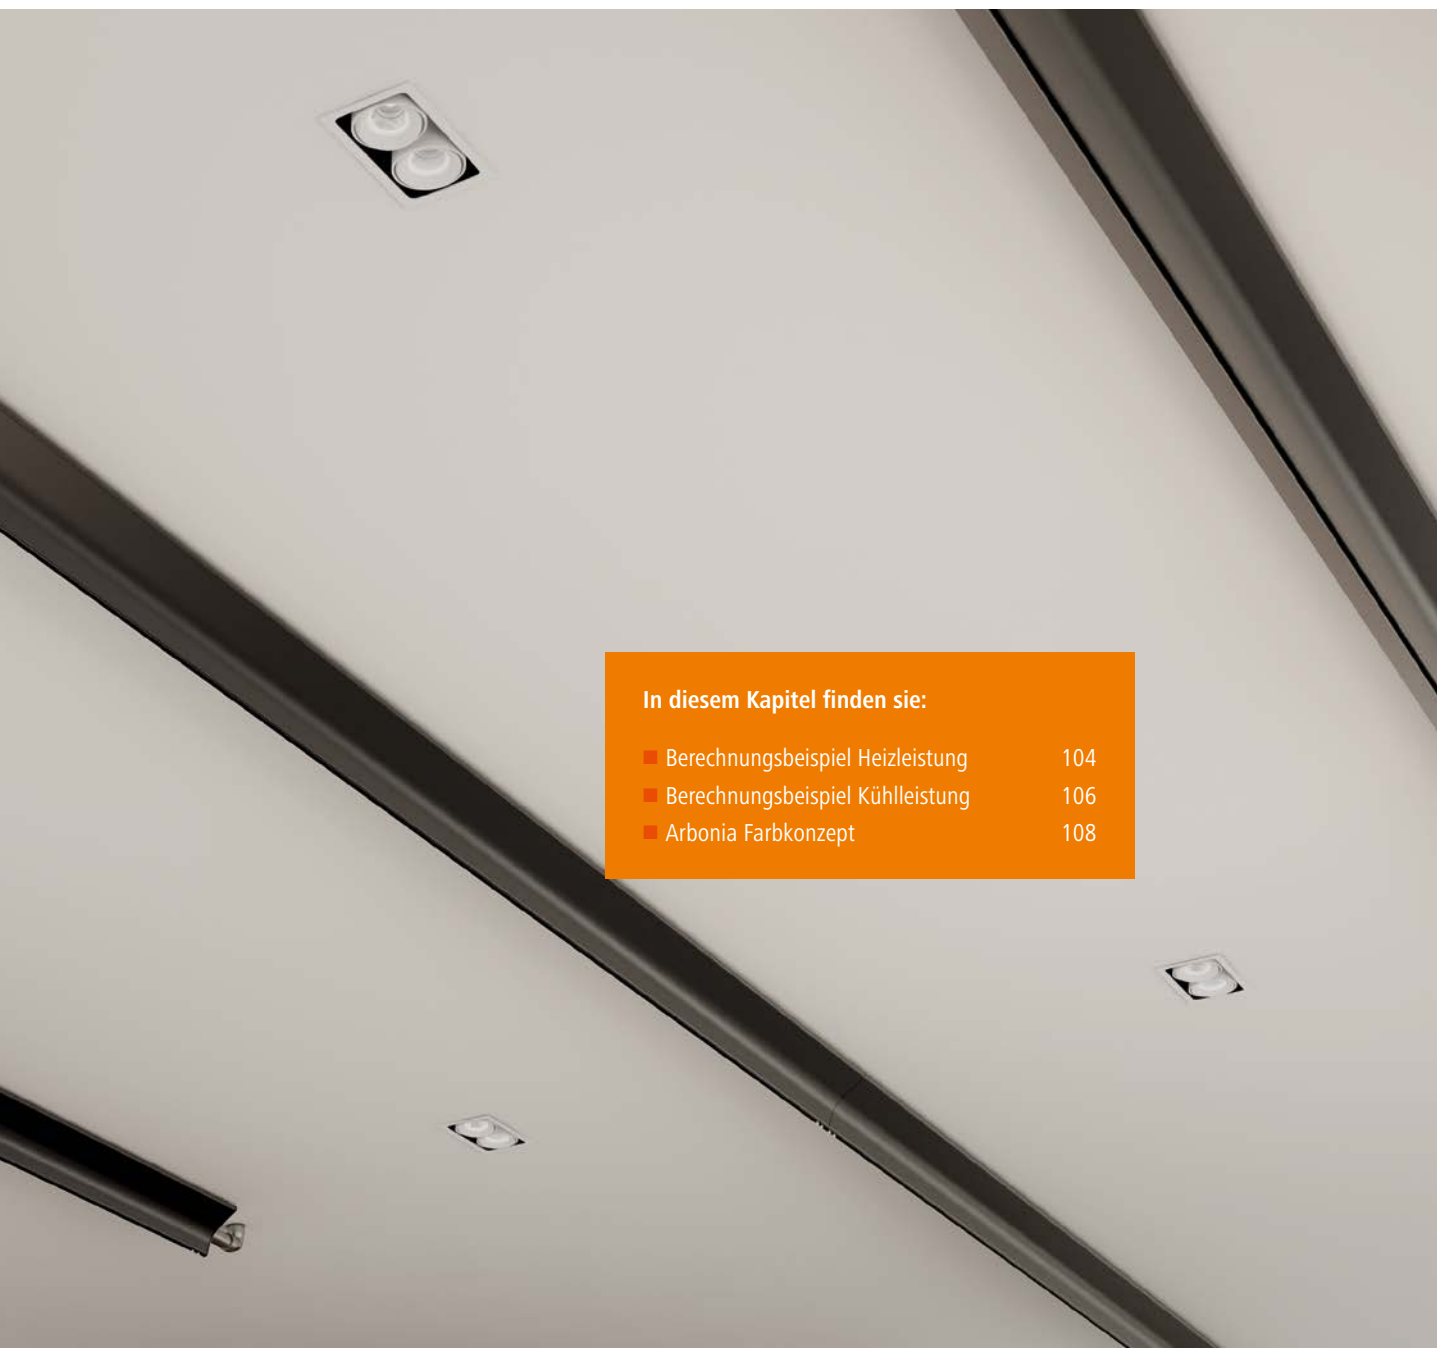 In diesem Kapitel finden sie:
Berechnungsbeispiel Heizleistung 104
Berechnungsbeispiel Kühlleistung 106
Arbonia Farbkonzept 108